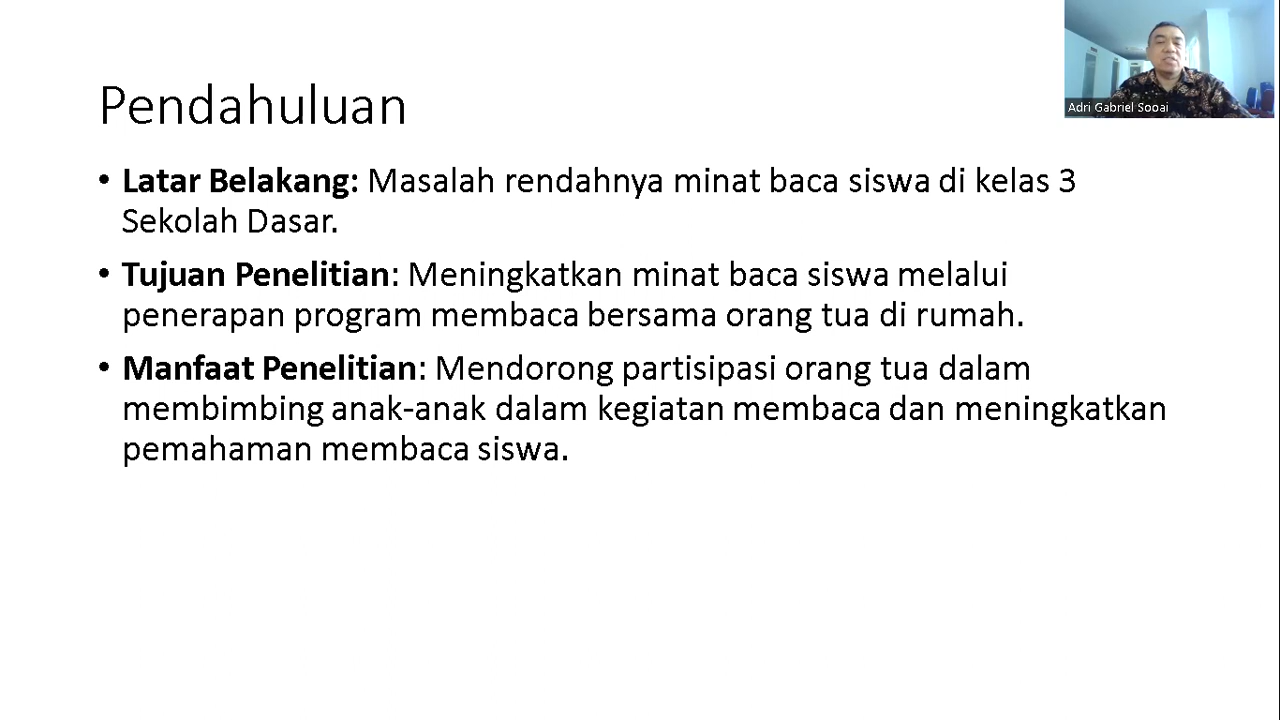 Pendahuluan
Adri Gabriel Sooai
• Latar Belakang: Masalah rendahnya minat baca siswa di kelas 3
Sekolah Dasar.
• Tujuan Penelitian: Meningkatkan minat baca siswa melalui
penerapan program membaca bersama orang tua di rumah.
• Manfaat Penelitian: Mendorong partisipasi orang tua dalam
membimbing anak-anak dalam kegiatan membaca dan meningkatkan
pemahaman membaca siswa.